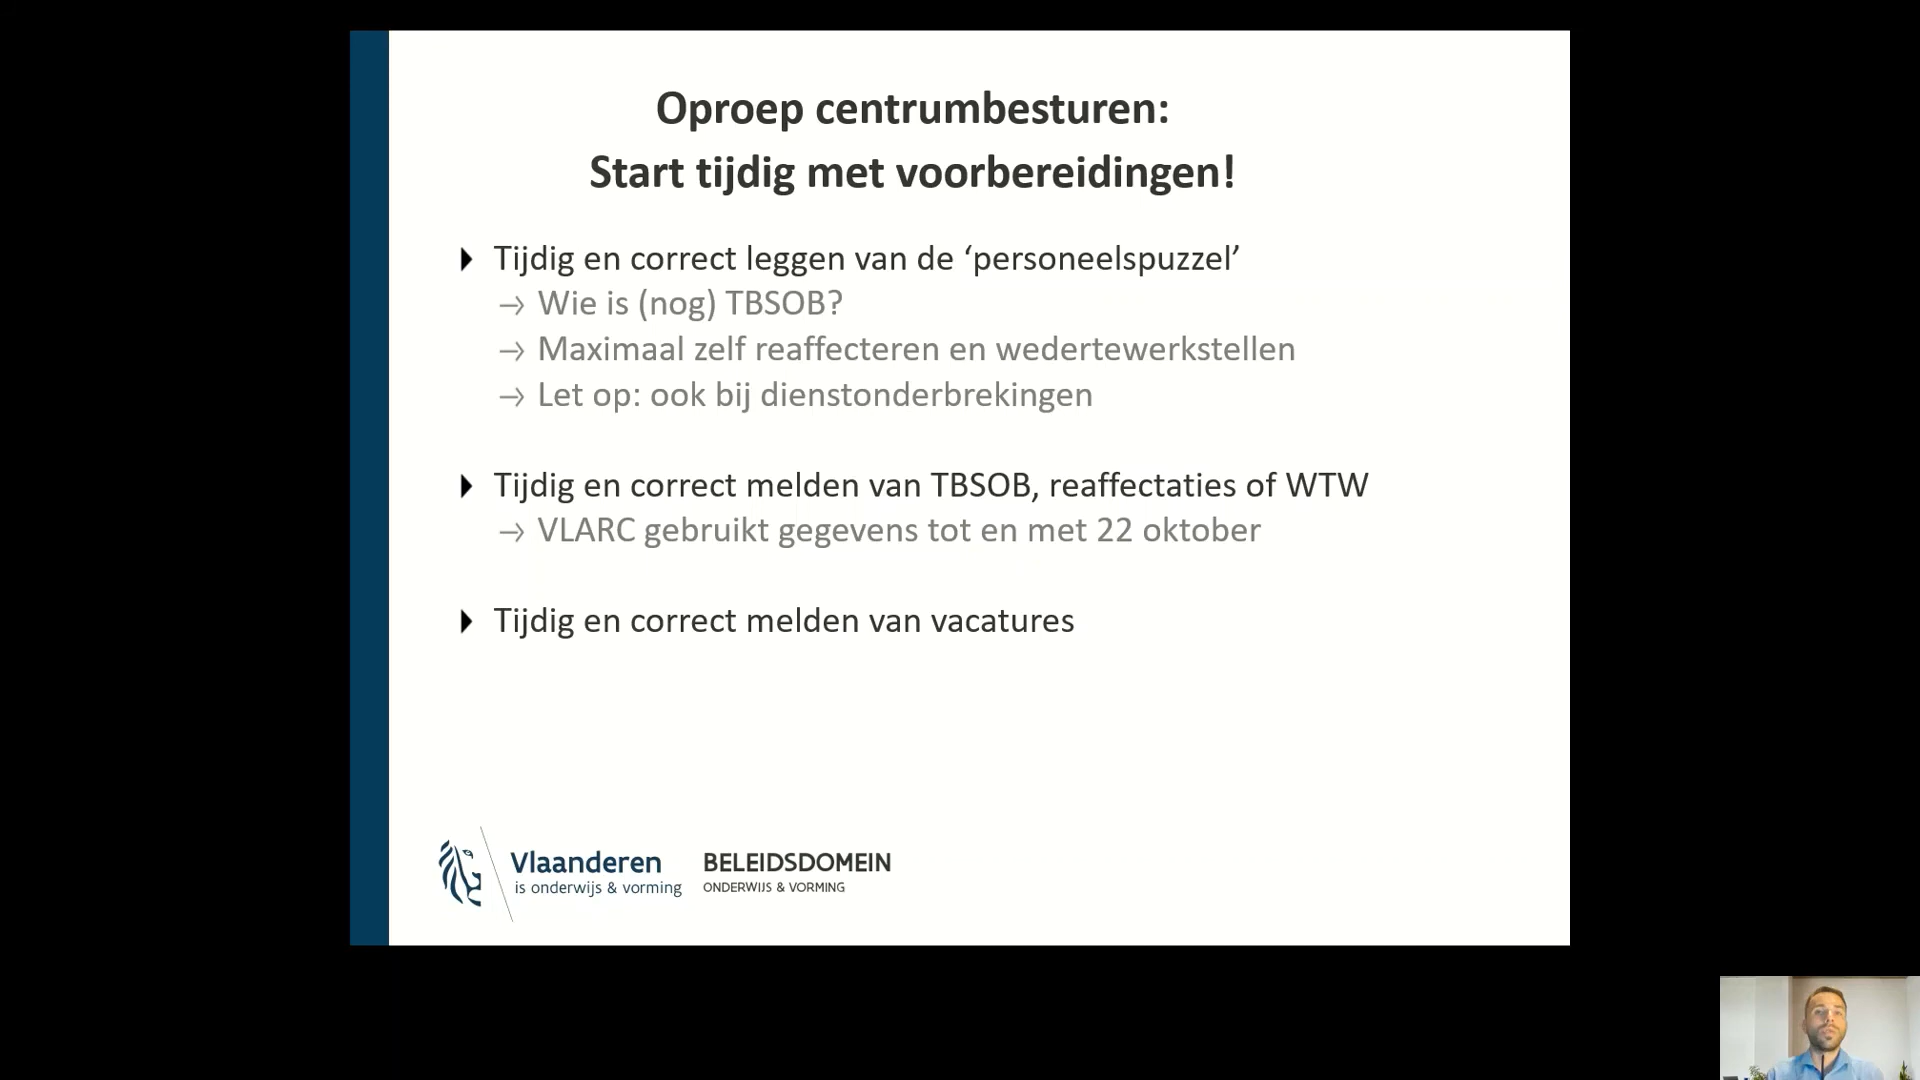 Oproep centrumbesturen:
Start tijdig met voorbereidingen!
Tijdig en correct leggen van de ‘personeelspuzzel’
Wie is (nog) TBSOB?
Maximaal zelf reaffecteren en wedertewerkstellen
Let op: ook bij dienstonderbrekingen
Tijdig en correct melden van TBSOB, reaffectaties of WTW
VLARC gebruikt gegevens tot en met 22 oktober
Tijdig en correct melden van vacatures
Vlaanderen
is onderwijs & vorming
BELEIDSDOMEIN
ONDERWIJS & VORMING